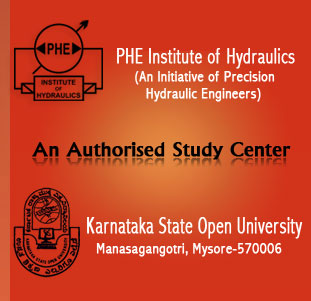 PHE
INSTITUTE
OF
HYDRAULICS
PHE Institute of Hydraulics
(An Initiative of Precision
Hydraulic Engineers)
An Authorised Study Center
Karnataka State Open University
Manasagangotri, Mysore-570006